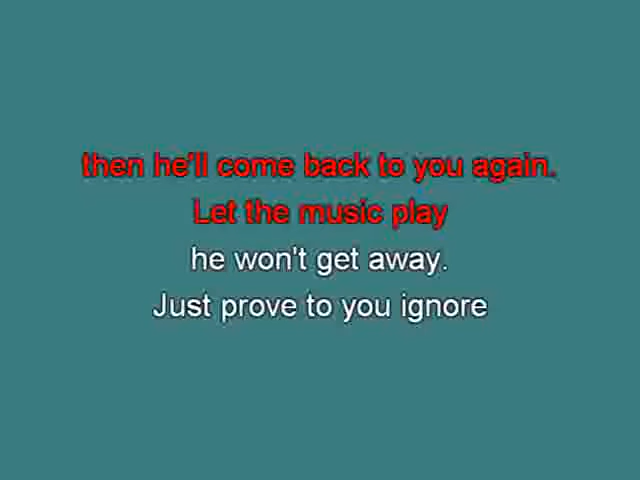 then he'll come back to you again.
Let the music play
he won't get away.
Just prove to you ignore